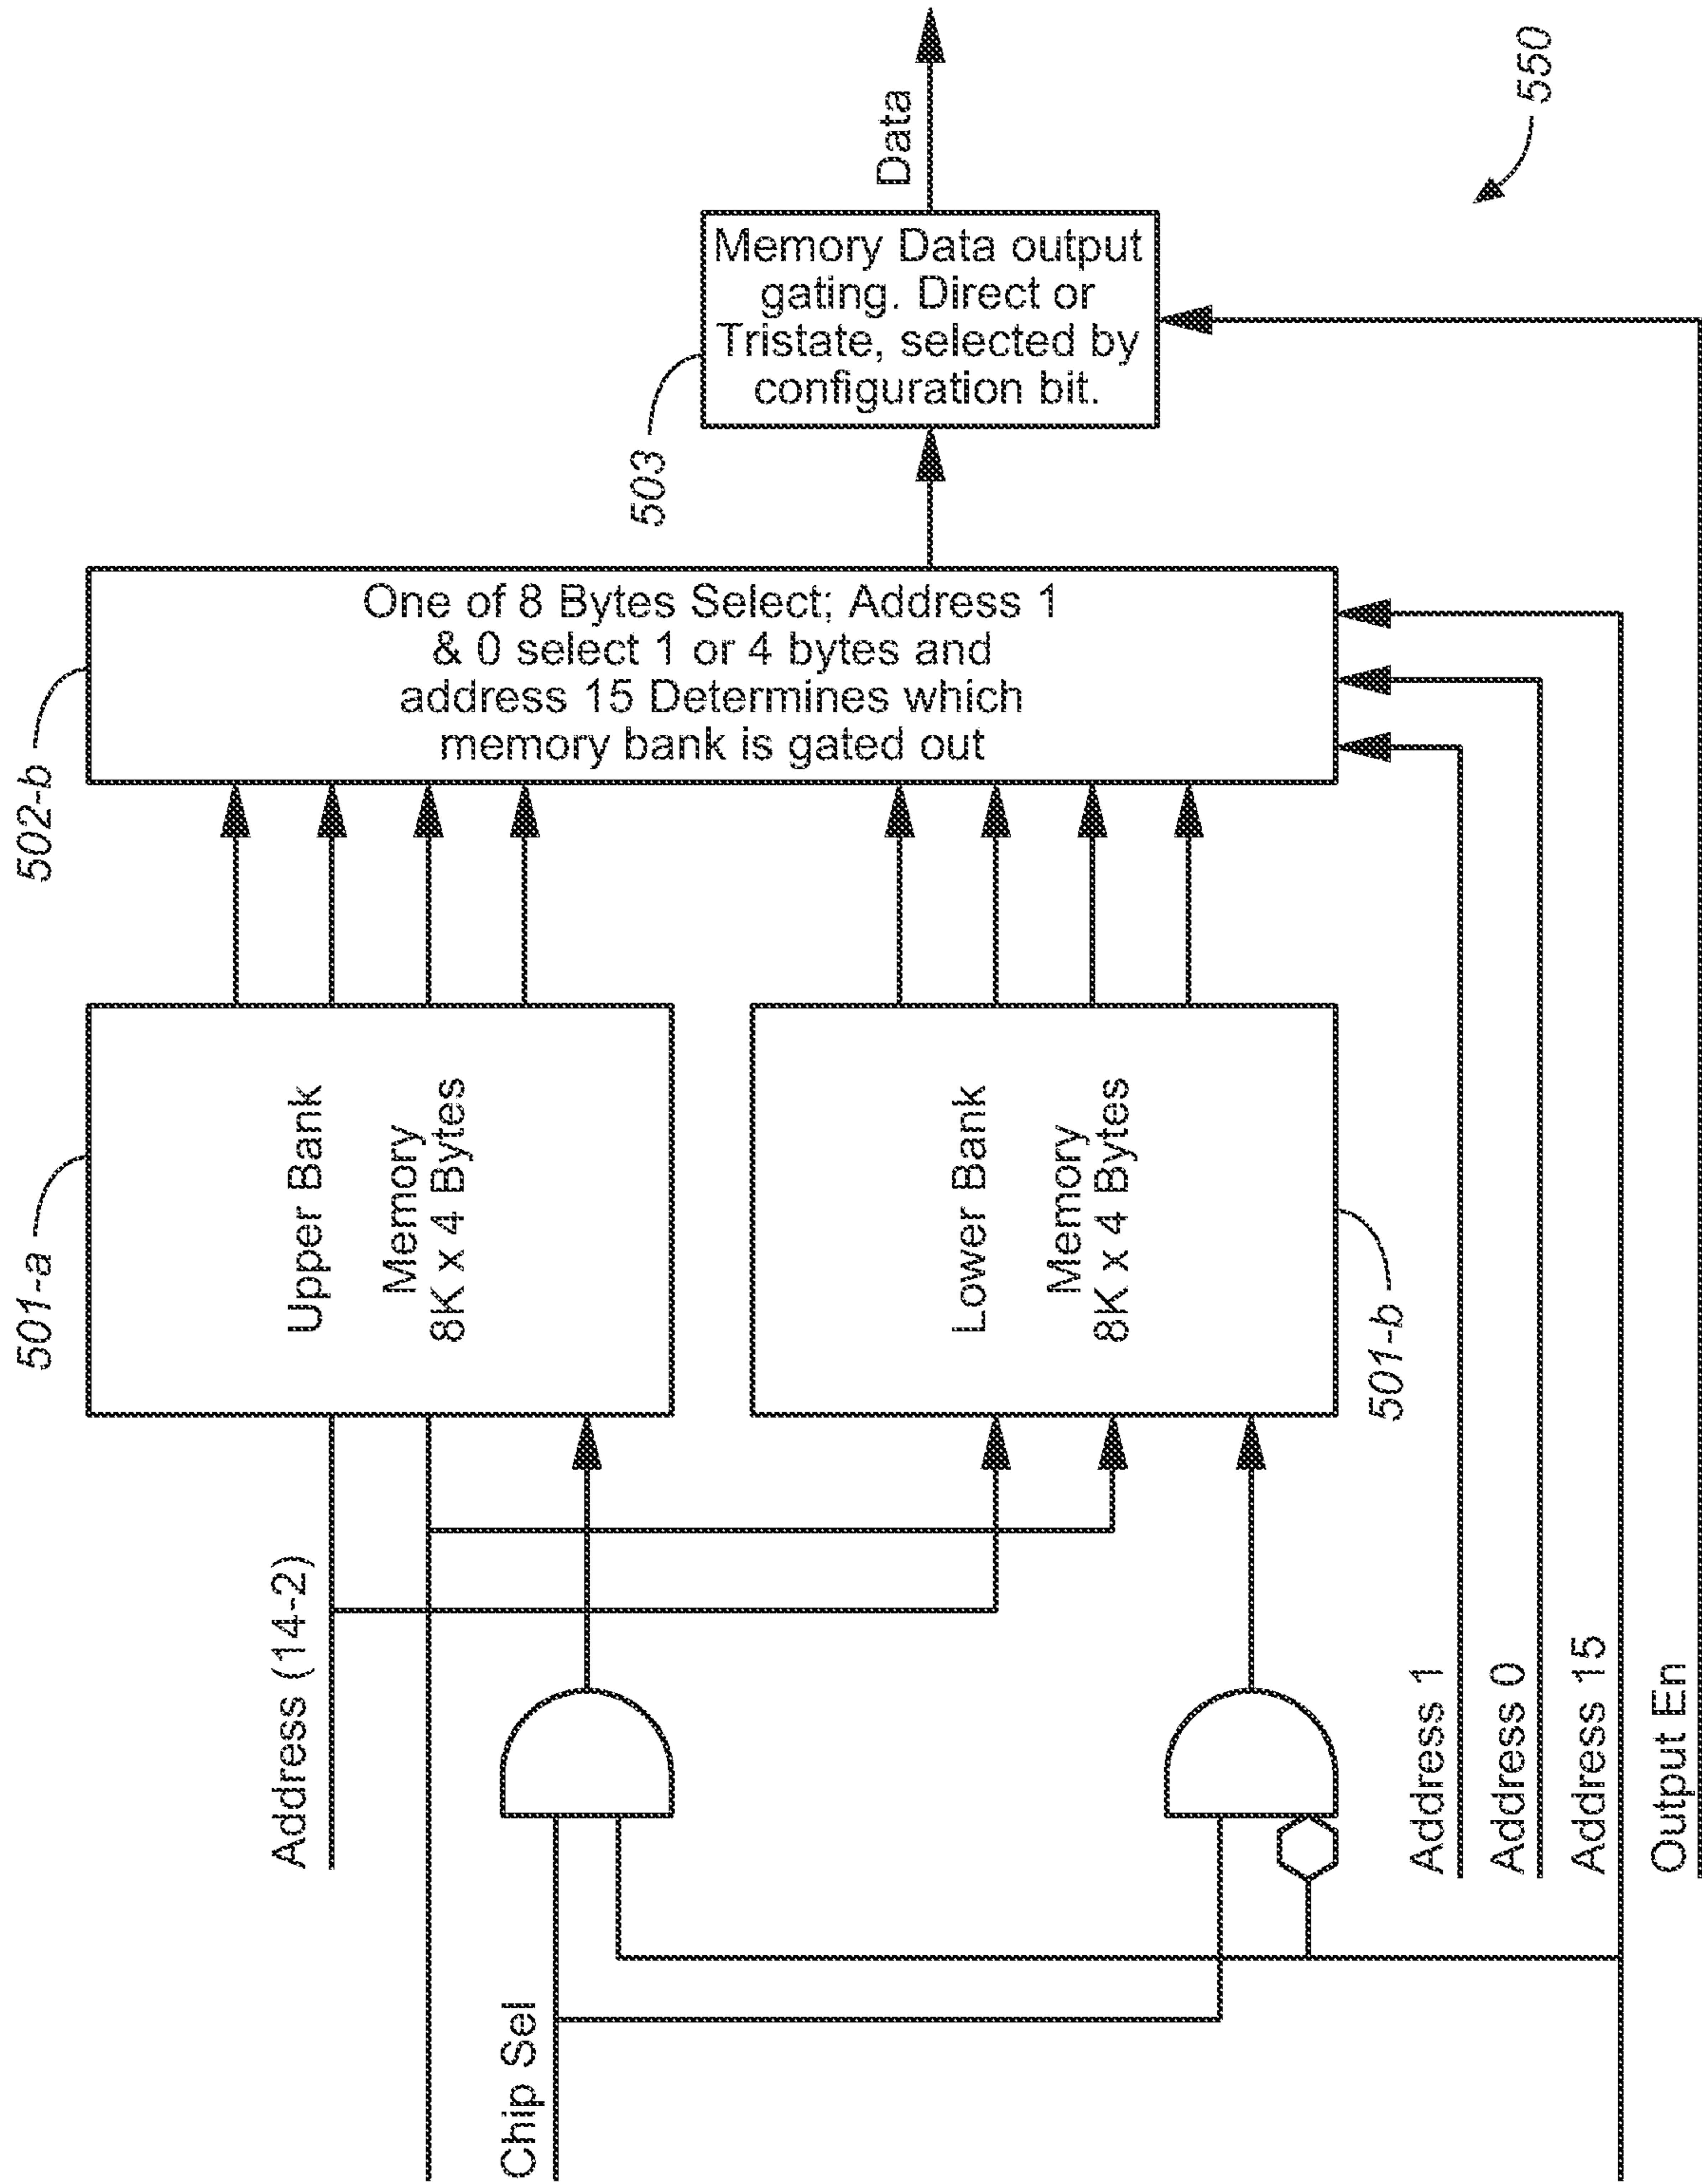 501-a
Upper Bank
Memory
8K x 4 Bytes
Lower Bank
Memory
8K x 4 Bytes
501-b
502-b
One of 8 Bytes Select; Address 1
& 0 select 1 or 4 bytes and
address 15 Determines which
memory bank is gated out
503
Memory Data output
gating. Direct or
Tristate, selected by
configuration bit.
Data
550
Address (14-2)
Chip Sel
Address 1
Address 0
Address 15
Output En